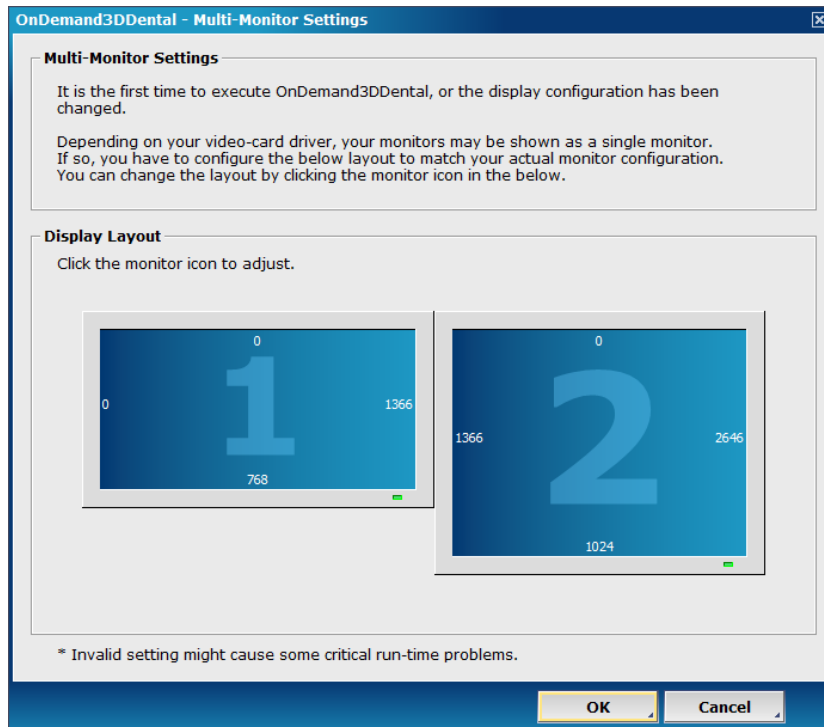 OnDemand3DDental - Multi-Monitor Settings
Multi-Monitor Settings
It is the first time to execute OnDemand3DDental, or the display configuration has been
changed.
Depending on your video-card driver, your monitors may be shown as a single monitor.
If so, you have to configure the below layout to match your actual monitor configuration.
You can change the layout by clicking the monitor icon in the below.
Display Layout
Click the monitor icon to adjust.
0
0
1
1366
768
0
1366
2
2646
1024
* Invalid setting might cause some critical run-time problems.
OK
Cancel